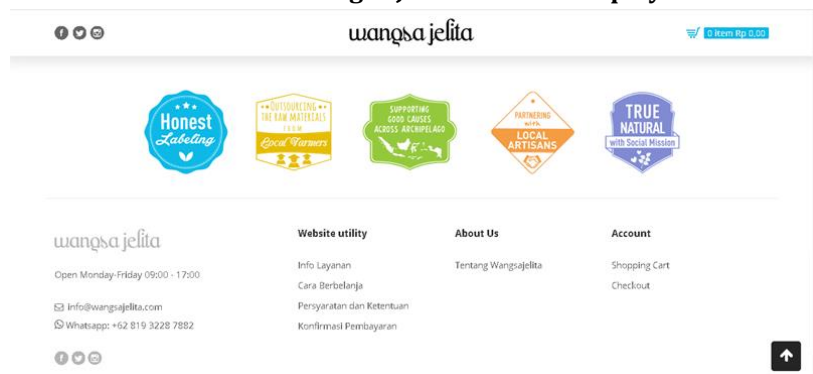 wangsa jelita
0 item Rp 0,00
Honest
Labeling
OUTSOURCING
THE RAW MATERIALS
FROM
Local Farmers
SUPPORTING
GOOD CAUSES
ACROSS ARCHIPELAGO
PARTNERING
with
LOCAL
ARTISANS
TRUE
NATURAL
with Social Mission
wangsa jelita
Open Monday-Friday 09:00 - 17:00
info@wangsajelita.com
Whatsapp: +62 819 3228 7882
Website utility
Info Layanan
Cara Berbelanja
Persyaratan dan Ketentuan
Konfirmasi Pembayaran
About Us
Tentang Wangsajelita
Account
Shopping Cart
Checkout